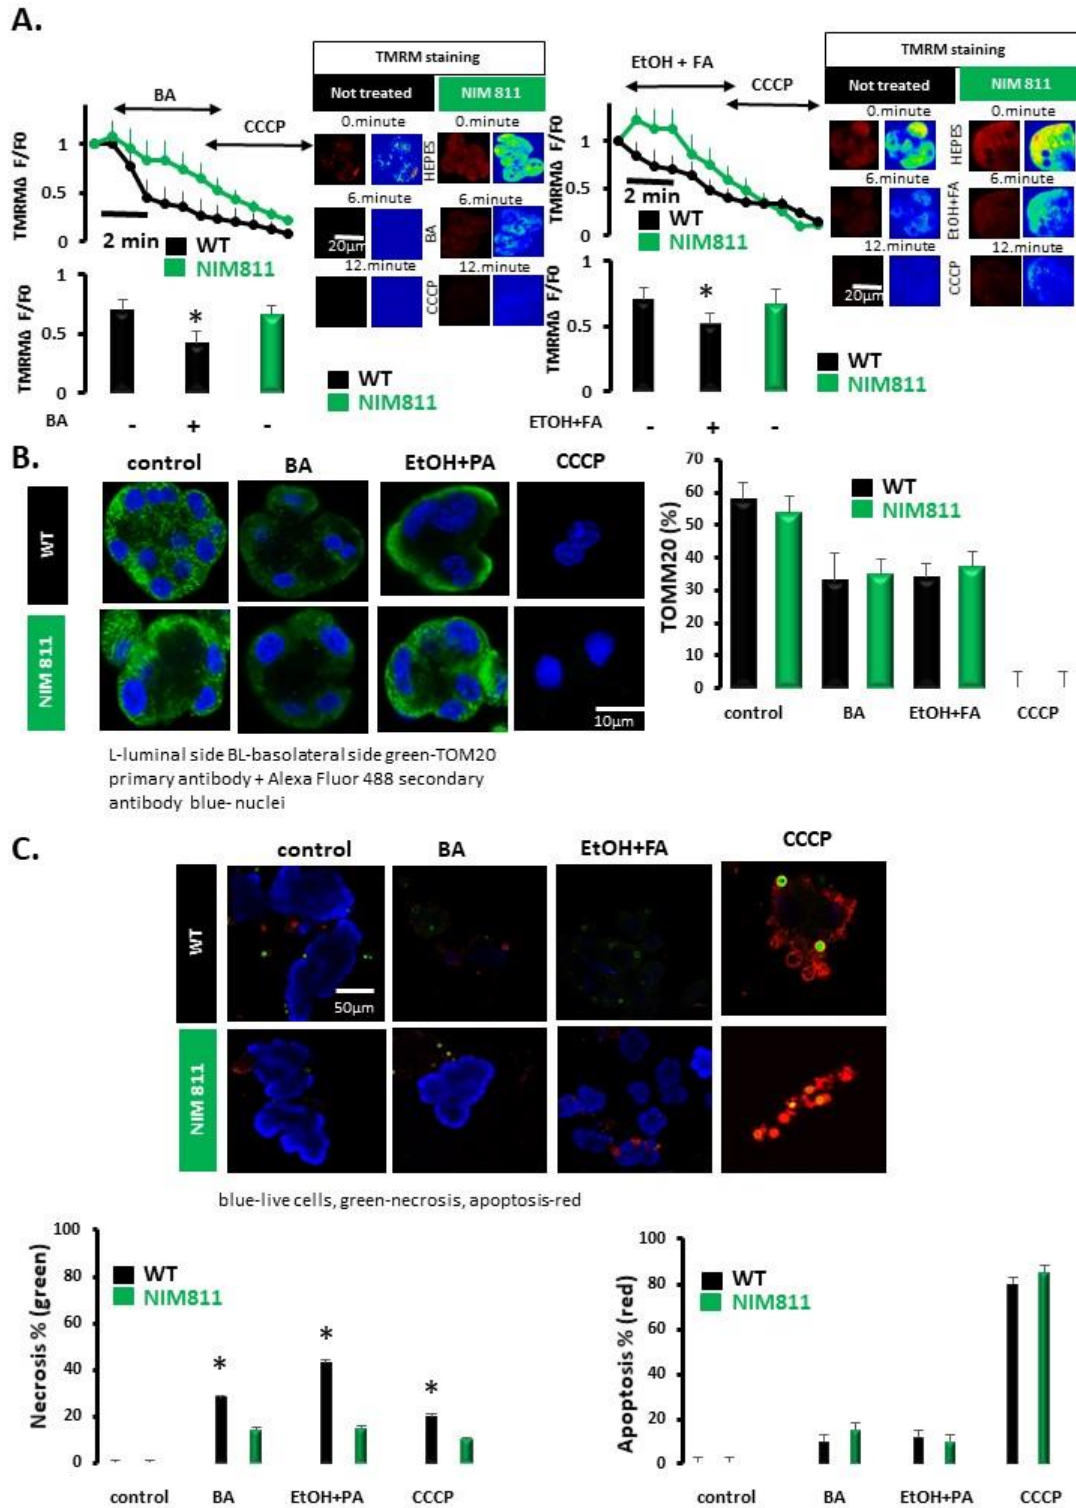 A.
TMRM staining
Not treated
NIM 811
BA
CCCP
TMRMΔ F/F0
1
0.5
0
2 min
WT
NIM811
0.minute
0.minute
HEPES
6.minute
6.minute
20µm
BA
12.minute
12.minute
CCCP
TMRMΔ F/F0
1
0.5
0
*
WT
NIM811
BA
-
+
-
TMRM staining
Not treated
NIM 811
EtOH + FA
CCCP
TMRMΔ F/F0
1
0.5
0
2 min
WT
NIM811
0.minute
0.minute
HEPES
6.minute
6.minute
EtOH+FA
12.minute
12.minute
20µm
CCCP
TMRMΔ F/F0
1
0.5
0
*
WT
NIM811
ETOH+FA
-
+
-
B.
control
BA
EtOH+PA
CCCP
WT
NIM 811
10µm
L-luminal side BL-basolateral side green-TOM20
primary antibody + Alexa Fluor 488 secondary
antibody blue- nuclei
TOMM20 (%)
70
60
50
40
30
20
10
0
WT
NIM811
control
BA
EtOH+FA
CCCP
C.
control
BA
EtOH+FA
CCCP
WT
50µm
NIM 811
blue-live cells, green-necrosis, apoptosis-red
Necrosis % (green)
100
80
60
40
20
0
WT
NIM811
*
*
*
control
BA
EtOH+PA
CCCP
Apoptosis % (red)
100
80
60
40
20
0
WT
NIM811
control
BA
EtOH+PA
CCCP